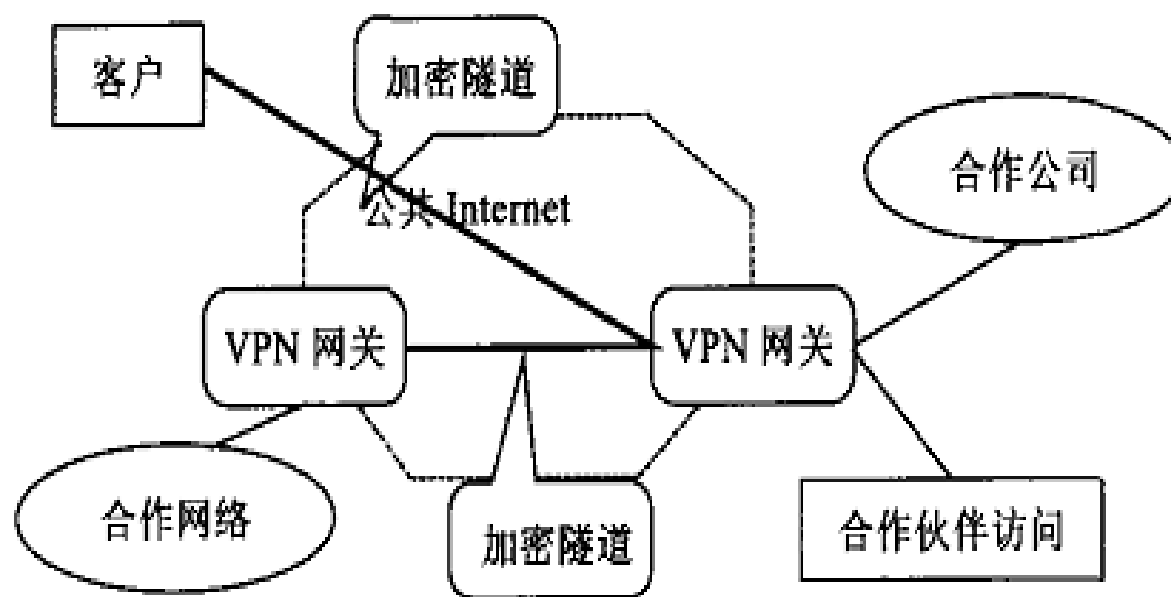 客户
加密隧道
合作公司
公共 Internet
VPN 网关
VPN 网关
合作网络
加密隧道
合作伙伴访问